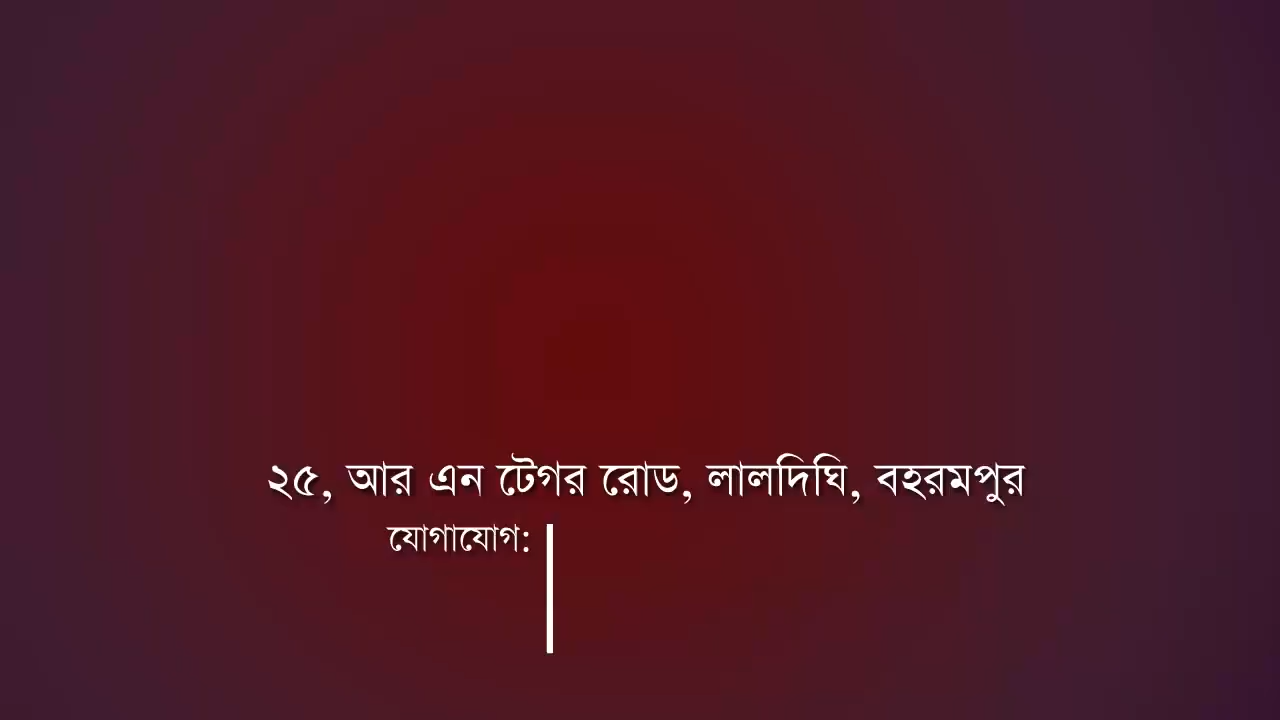 ২৫, আর এন টেগর রোড, লালদিঘি, বহরমপুর
যোগাযোগ: